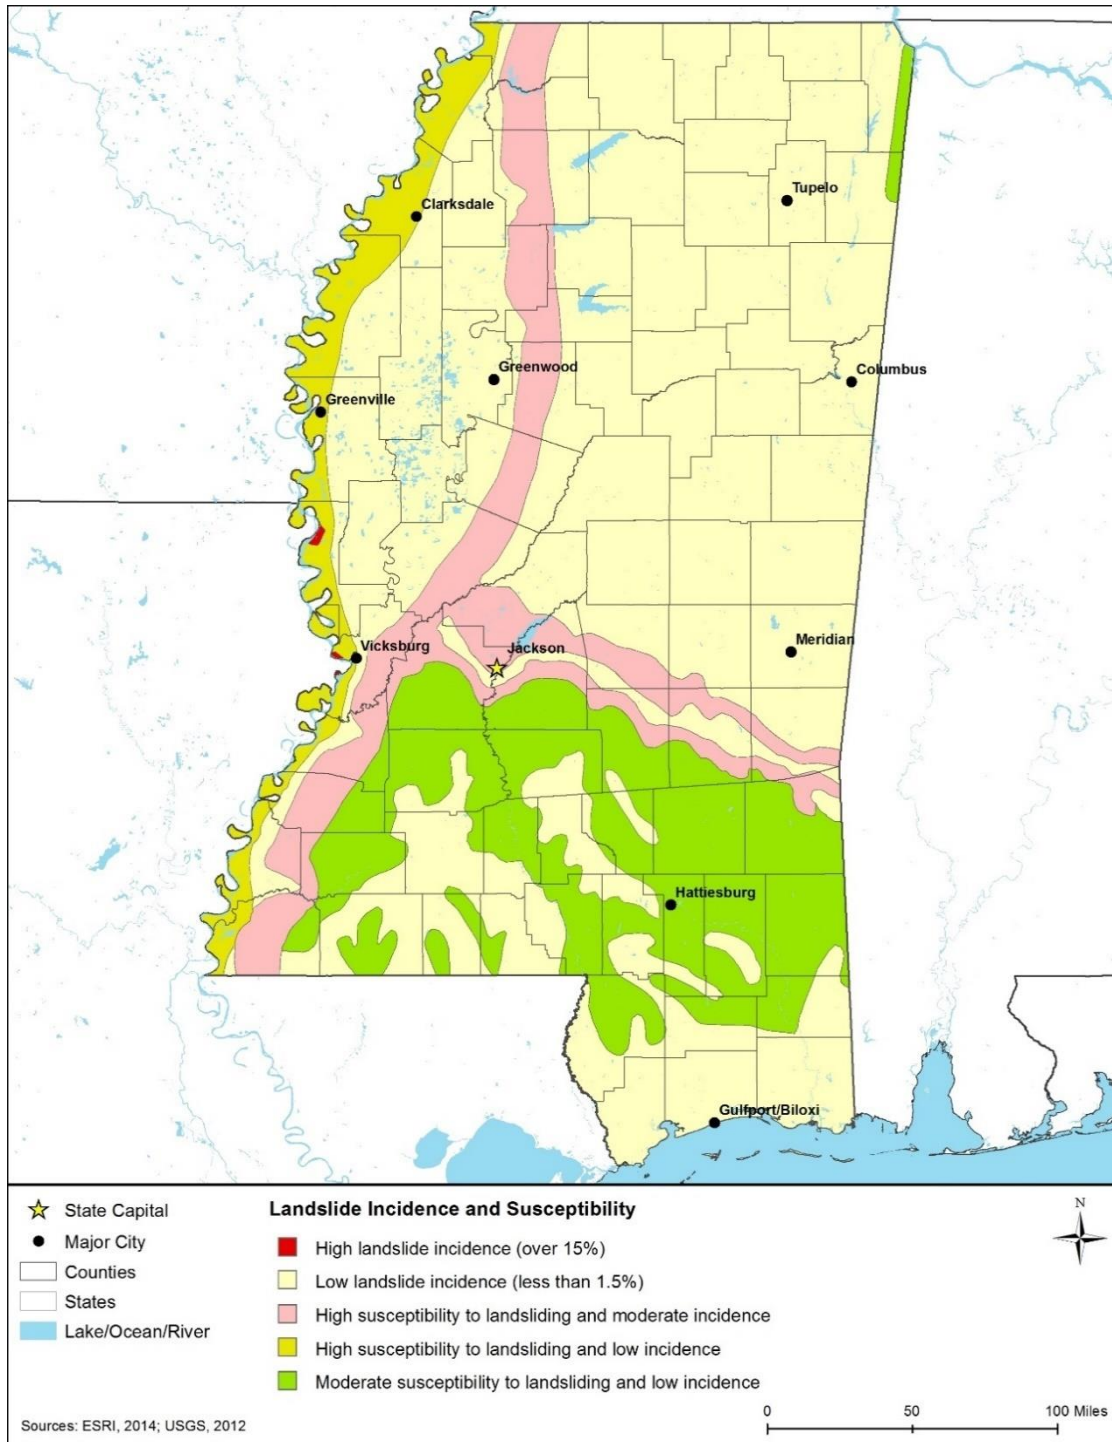 Clarksdale
Tupelo
Greenwood
Columbus
Greenville
Vicksburg
Jackson
Meridian
Hattiesburg
Gulfport/Biloxi
State Capital
Major City
Counties
States
Lake/Ocean/River
Landslide Incidence and Susceptibility
High landslide incidence (over 15%)
Low landslide incidence (less than 1.5%)
High susceptibility to landsliding and moderate incidence
High susceptibility to landsliding and low incidence
Moderate susceptibility to landsliding and low incidence
N
Sources: ESRI, 2014; USGS, 2012
0 50 100 Miles